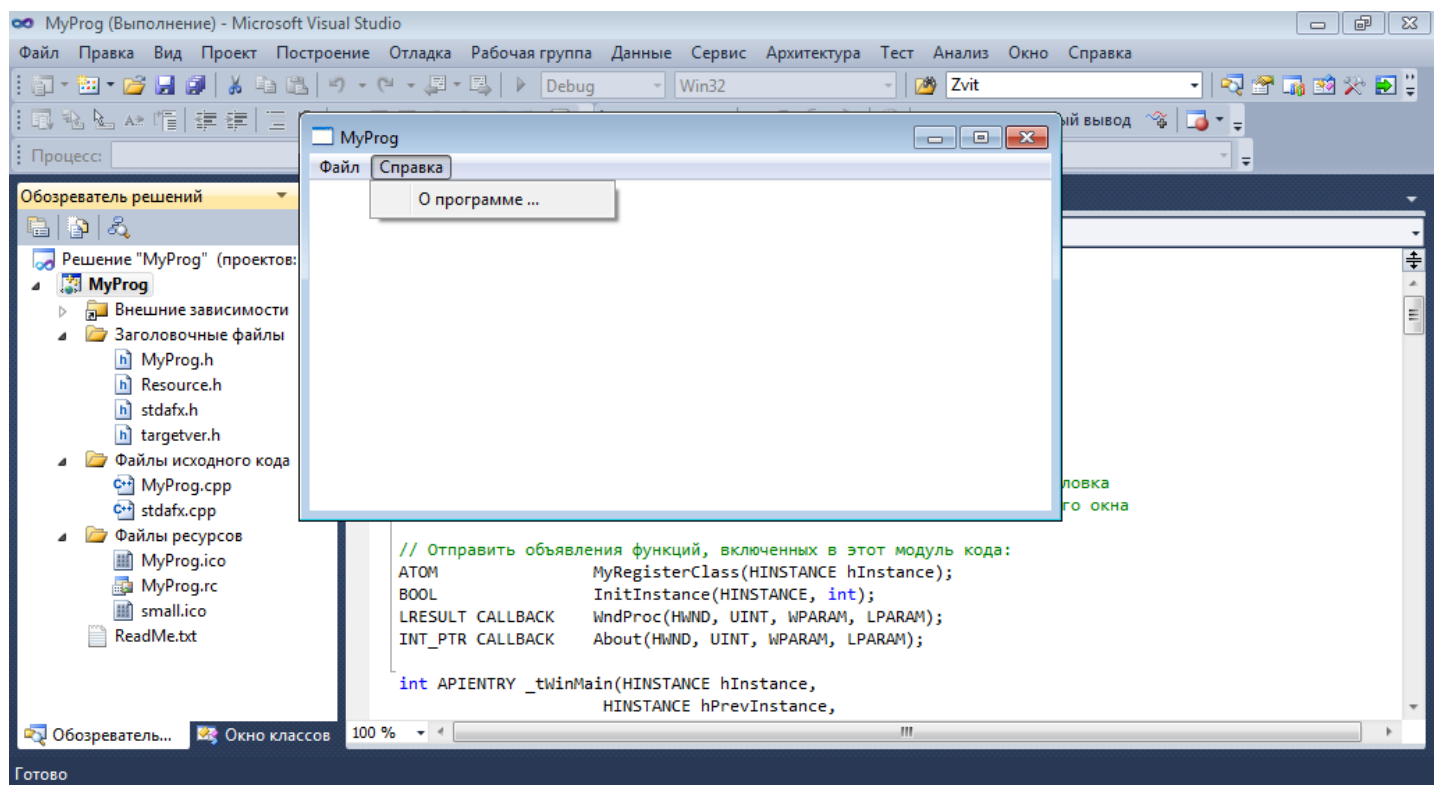 MyProg (Выполнение) - Microsoft Visual Studio
Файл Правка Вид Проект Построение Отладка Рабочая группа Данные Сервис Архитектура Тест Анализ Окно Справка
Debug Win32 Zvit
ый вывод
Процесс:
MyProg
Файл Справка
О программе ...
Обозреватель решений
Решение "MyProg" (проектов:
MyProg
Внешние зависимости
Заголовочные файлы
MyProg.h
Resource.h
stdafx.h
targetver.h
Файлы исходного кода
MyProg.cpp
stdafx.cpp
Файлы ресурсов
MyProg.ico
MyProg.rc
small.ico
ReadMe.txt
Обозреватель... Окно классов
ловка
го окна
// Отправить объявления функций, включенных в этот модуль кода:
ATOM MyRegisterClass(HINSTANCE hInstance);
BOOL InitInstance(HINSTANCE, int);
LRESULT CALLBACK WndProc(HWND, UINT, WPARAM, LPARAM);
INT_PTR CALLBACK About(HWND, UINT, WPARAM, LPARAM);
int APIENTRY _tWinMain(HINSTANCE hInstance,
HINSTANCE hPrevInstance,
100 %
Готово